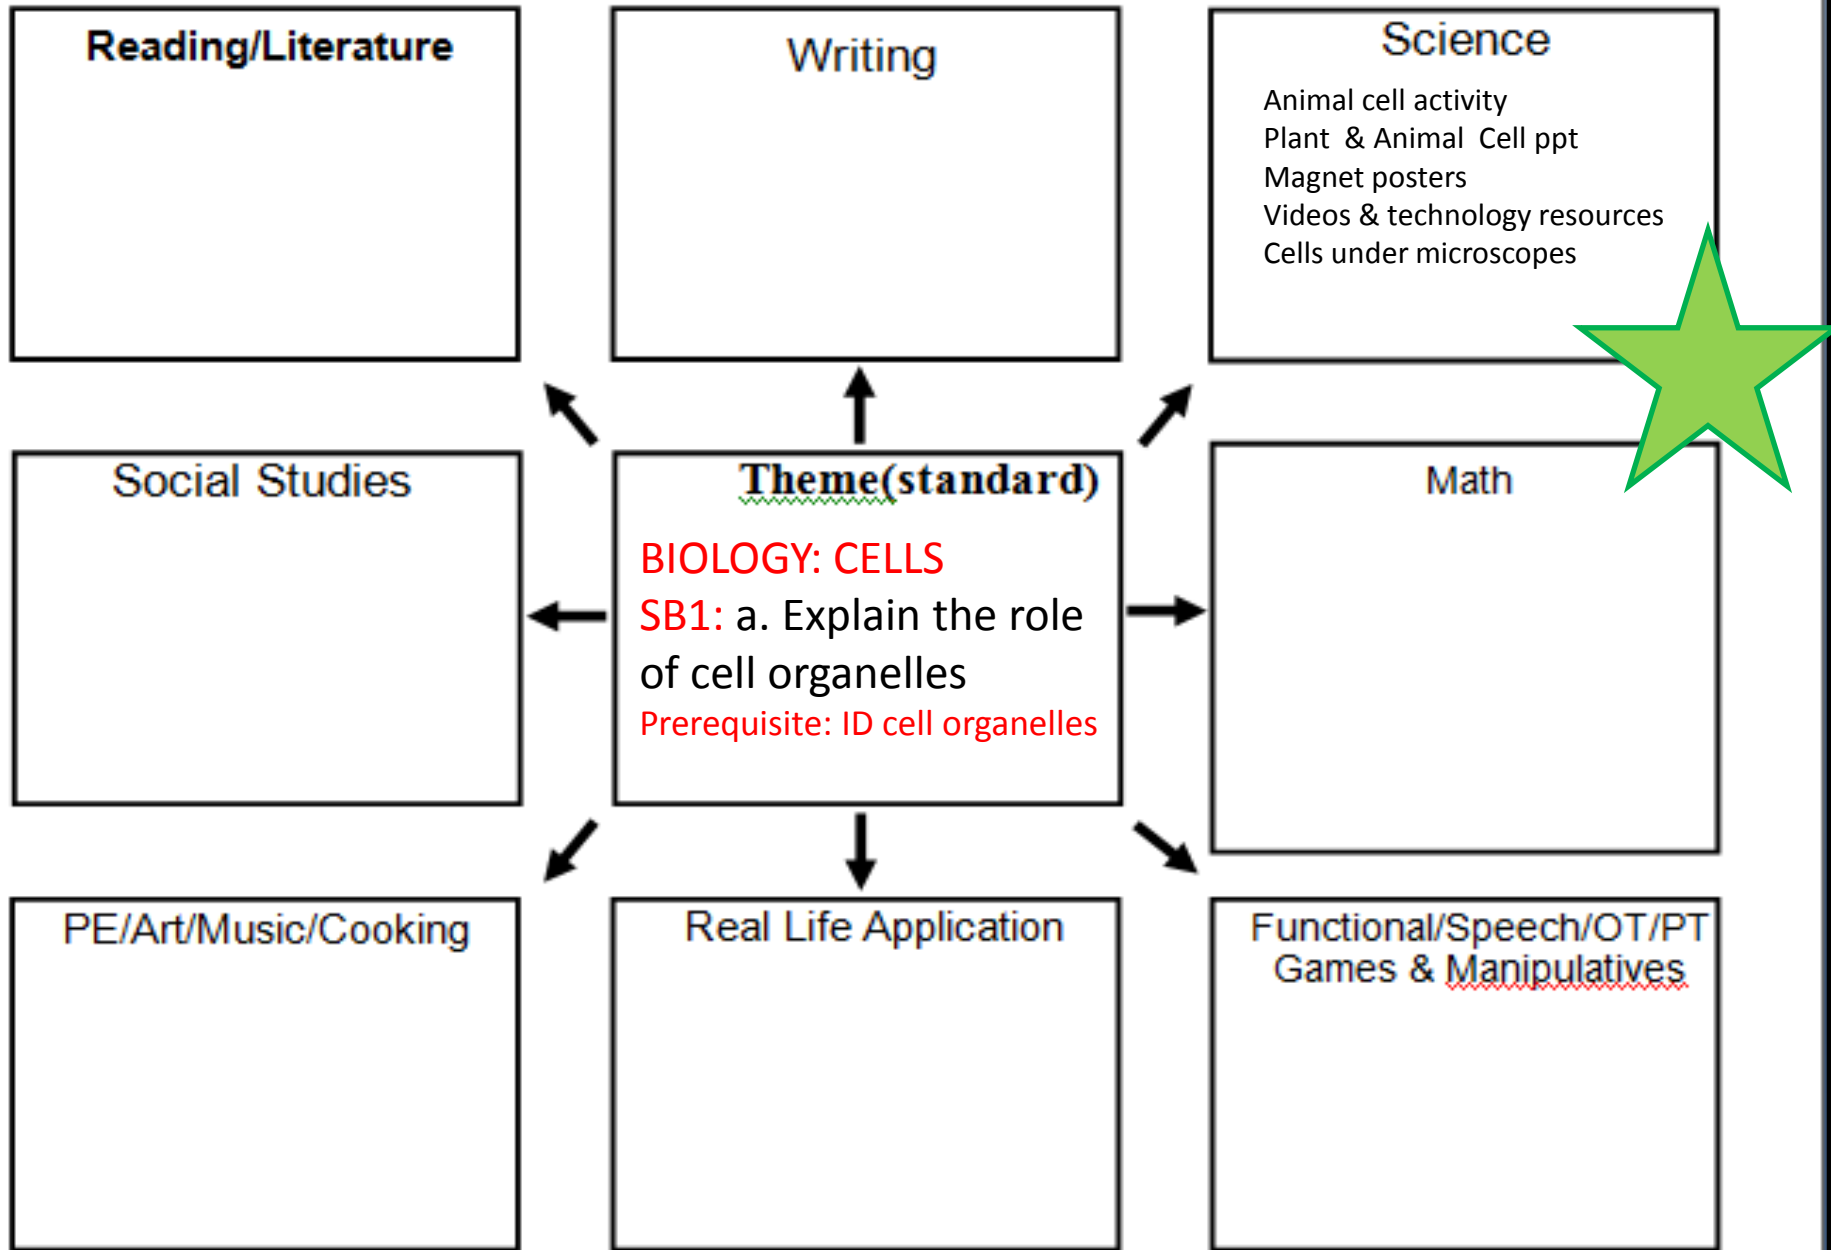 Reading/Literature
Writing
Science
Animal cell activity
Plant & Animal Cell ppt
Magnet posters
Videos & technology resources
Cells under microscopes
Social Studies
Theme(standard)
BIOLOGY: CELLS
SB1: a. Explain the role
of cell organelles
Prerequisite: ID cell organelles
Math
PE/Art/Music/Cooking
Real Life Application
Functional/Speech/OT/PT
Games & Manipulatives